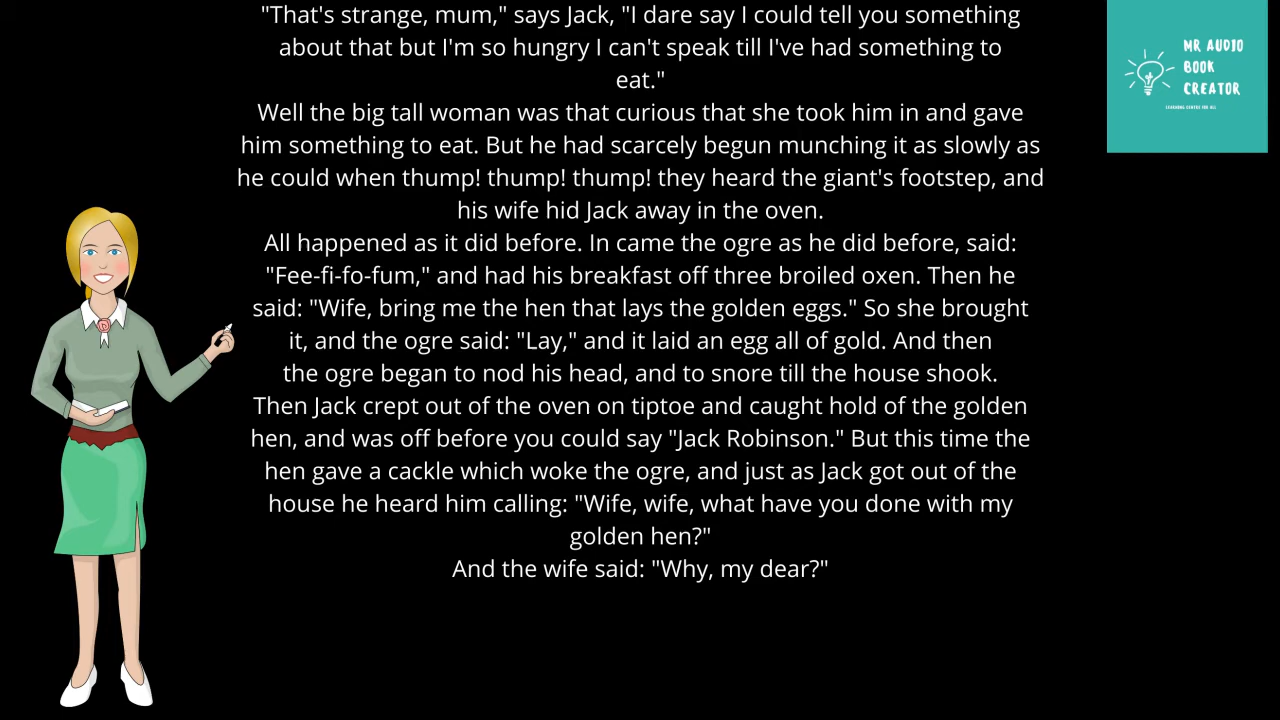 "That's strange, mum," says Jack, "I dare say I could tell you something
about that but I'm so hungry I can't speak till I've had something to
eat."
Well the big tall woman was that curious that she took him in and gave
him something to eat. But he had scarcely begun munching it as slowly as
he could when thump! thump! thump! they heard the giant's footstep, and
his wife hid Jack away in the oven.
All happened as it did before. In came the ogre as he did before, said:
"Fee-fi-fo-fum," and had his breakfast off three broiled oxen. Then he
said: "Wife, bring me the hen that lays the golden eggs." So she brought
it, and the ogre said: "Lay," and it laid an egg all of gold. And then
the ogre began to nod his head, and to snore till the house shook.
Then Jack crept out of the oven on tiptoe and caught hold of the golden
hen, and was off before you could say "Jack Robinson." But this time the
hen gave a cackle which woke the ogre, and just as Jack got out of the
house he heard him calling: "Wife, wife, what have you done with my
golden hen?"
And the wife said: "Why, my dear?"
MR AUDIO
BOOK
CREATOR
LEARNING CENTRE FOR ALL